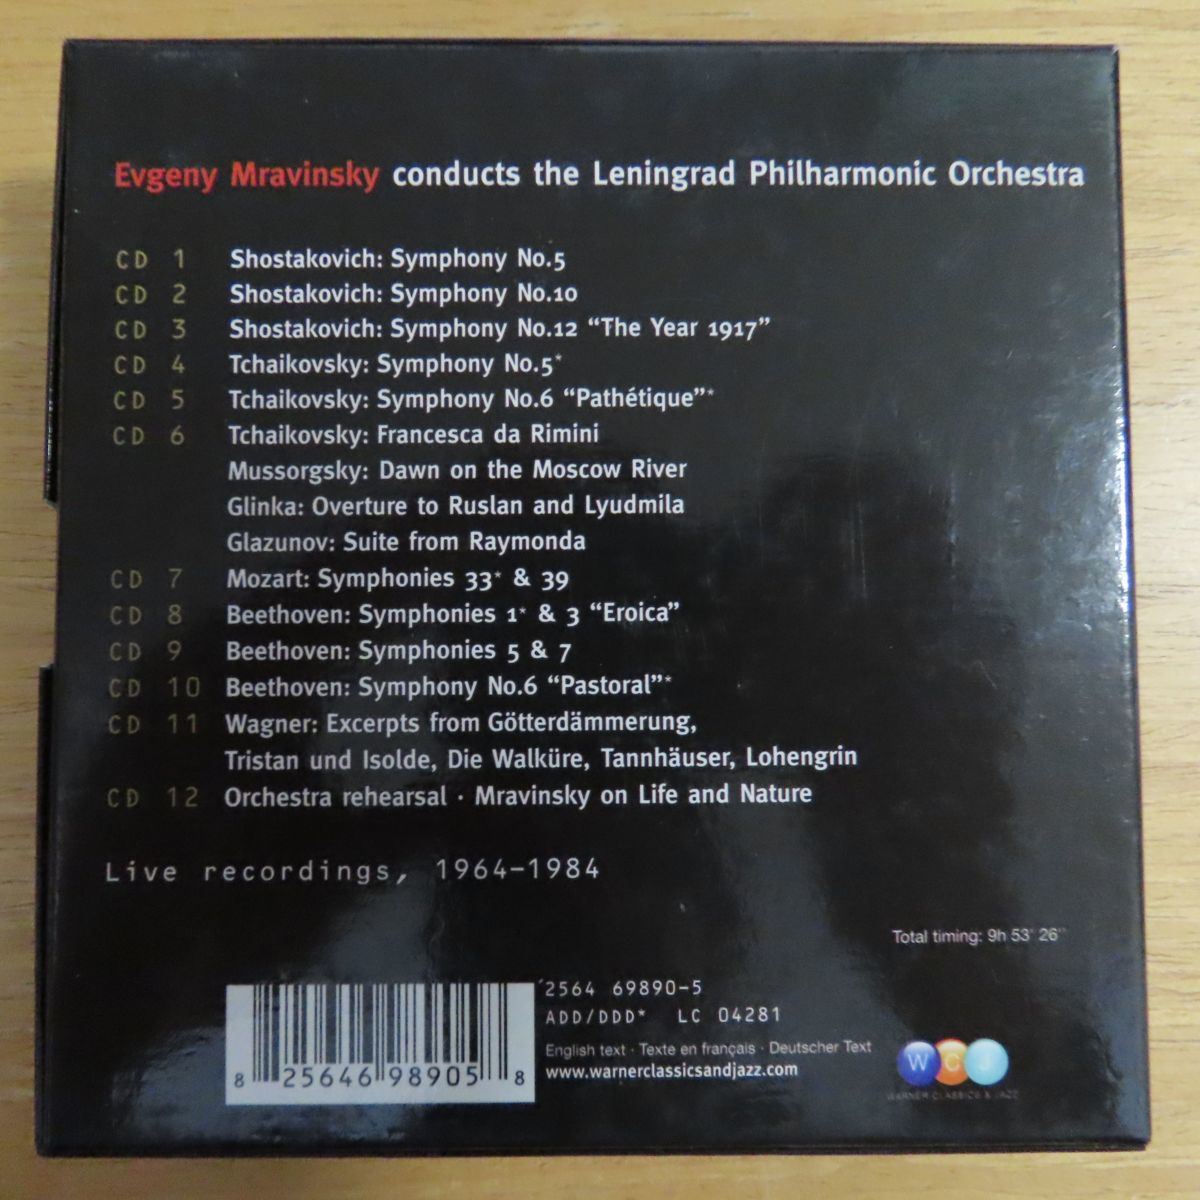 Evgeny Mravinsky conducts the Leningrad Philharmonic Orchestra
CD 1 Shostakovich: Symphony No.5
CD 2 Shostakovich: Symphony No.10
CD 3 Shostakovich: Symphony No.12 “The Year 1917”
CD 4 Tchaikovsky: Symphony No.5*
CD 5 Tchaikovsky: Symphony No.6 “Pathétique”*
CD 6 Tchaikovsky: Francesca da Rimini
Mussorgsky: Dawn on the Moscow River
Glinka: Overture to Ruslan and Lyudmila
Glazunov: Suite from Raymonda
CD 7 Mozart: Symphonies 33* & 39
CD 8 Beethoven: Symphonies 1* & 3 “Eroica”
CD 9 Beethoven: Symphonies 5 & 7
CD 10 Beethoven: Symphony No.6 “Pastoral”*
CD 11 Wagner: Excerpts from Götterdämmerung,
Tristan und Isolde, Die Walküre, Tannhäuser, Lohengrin
CD 12 Orchestra rehearsal · Mravinsky on Life and Nature
Live recordings, 1964–1984
Total timing: 9h 53' 26''
2564 69890-5
ADD/DDD* LC 04281
English text · Texte en français · Deutscher Text
www.warnerclassicsandjazz.com
8 25646 98905 8
WCJ
WARNER CLASSICS & JAZZ